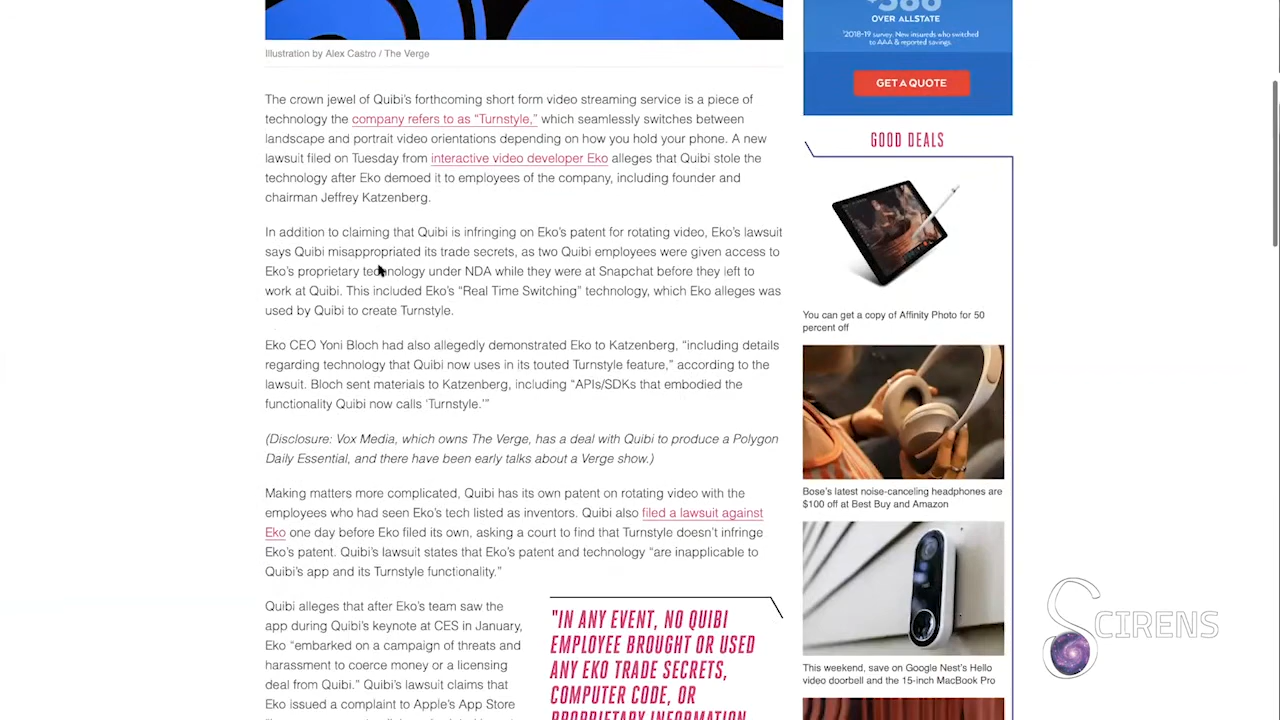 OVER ALLSTATE
*2018-19 survey. New insureds who switched
to AAA & reported savings.
GET A QUOTE
Illustration by Alex Castro / The Verge
The crown jewel of Quibi's forthcoming short form video streaming service is a piece of
technology the company refers to as "Turnstyle," which seamlessly switches between
landscape and portrait video orientations depending on how you hold your phone. A new
lawsuit filed on Tuesday from interactive video developer Eko alleges that Quibi stole the
technology after Eko demoed it to employees of the company, including founder and
chairman Jeffrey Katzenberg.
In addition to claiming that Quibi is infringing on Eko's patent for rotating video, Eko's lawsuit
says Quibi misappropriated its trade secrets, as two Quibi employees were given access to
Eko's proprietary technology under NDA while they were at Snapchat before they left to
work at Quibi. This included Eko's "Real Time Switching" technology, which Eko alleges was
used by Quibi to create Turnstyle.
Eko CEO Yoni Bloch had also allegedly demonstrated Eko to Katzenberg, "including details
regarding technology that Quibi now uses in its touted Turnstyle feature," according to the
lawsuit. Bloch sent materials to Katzenberg, including "APIs/SDKs that embodied the
functionality Quibi now calls 'Turnstyle.'"
(Disclosure: Vox Media, which owns The Verge, has a deal with Quibi to produce a Polygon
Daily Essential, and there have been early talks about a Verge show.)
Making matters more complicated, Quibi has its own patent on rotating video with the
employees who had seen Eko's tech listed as inventors. Quibi also filed a lawsuit against
Eko one day before Eko filed its own, asking a court to find that Turnstyle doesn't infringe
Eko's patent. Quibi's lawsuit states that Eko's patent and technology "are inapplicable to
Quibi's app and its Turnstyle functionality."
Quibi alleges that after Eko's team saw the
app during Quibi's keynote at CES in January,
Eko "embarked on a campaign of threats and
harassment to coerce money or a licensing
deal from Quibi." Quibi's lawsuit claims that
Eko issued a complaint to Apple's App Store
"IN ANY EVENT, NO QUIBI
EMPLOYEE BROUGHT OR USED
ANY EKO TRADE SECRETS,
COMPUTER CODE, OR
PROPRIETARY INFORMATION
GOOD DEALS
You can get a copy of Affinity Photo for 50
percent off
Bose's latest noise-canceling headphones are
$100 off at Best Buy and Amazon
This weekend, save on Google Nest's Hello
video doorbell and the 15-inch MacBook Pro
SCIRENS